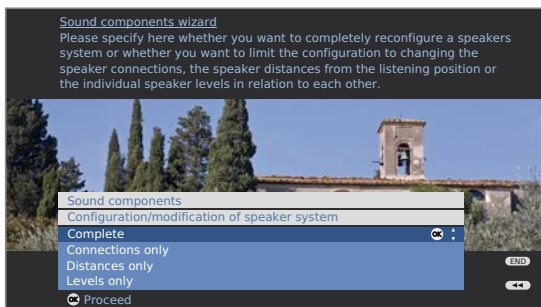 Sound components wizard
Please specify here whether you want to completely reconfigure a speakers
system or whether you want to limit the configuration to changing the
speaker connections, the speaker distances from the listening position or
the individual speaker levels in relation to each other.
Sound components
Configuration/modification of speaker system
Complete OK
Connections only
Distances only
END
Levels only
OK Proceed